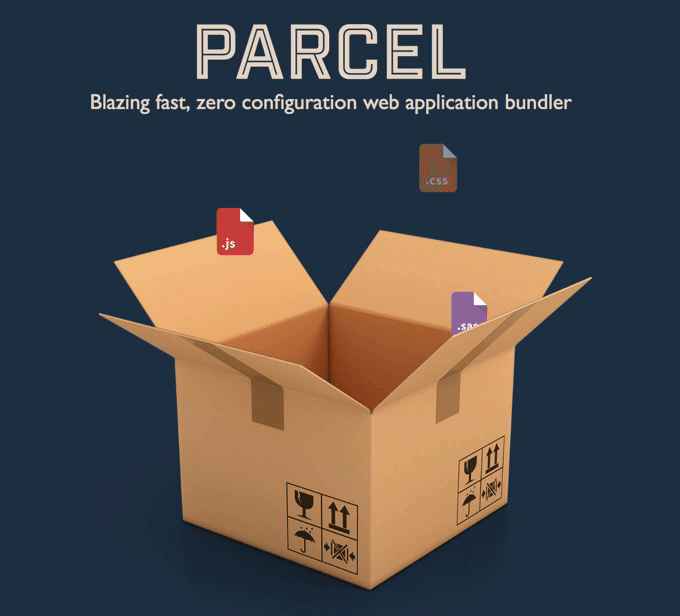 PARCEL
Blazing fast, zero configuration web application bundler
.css
.js